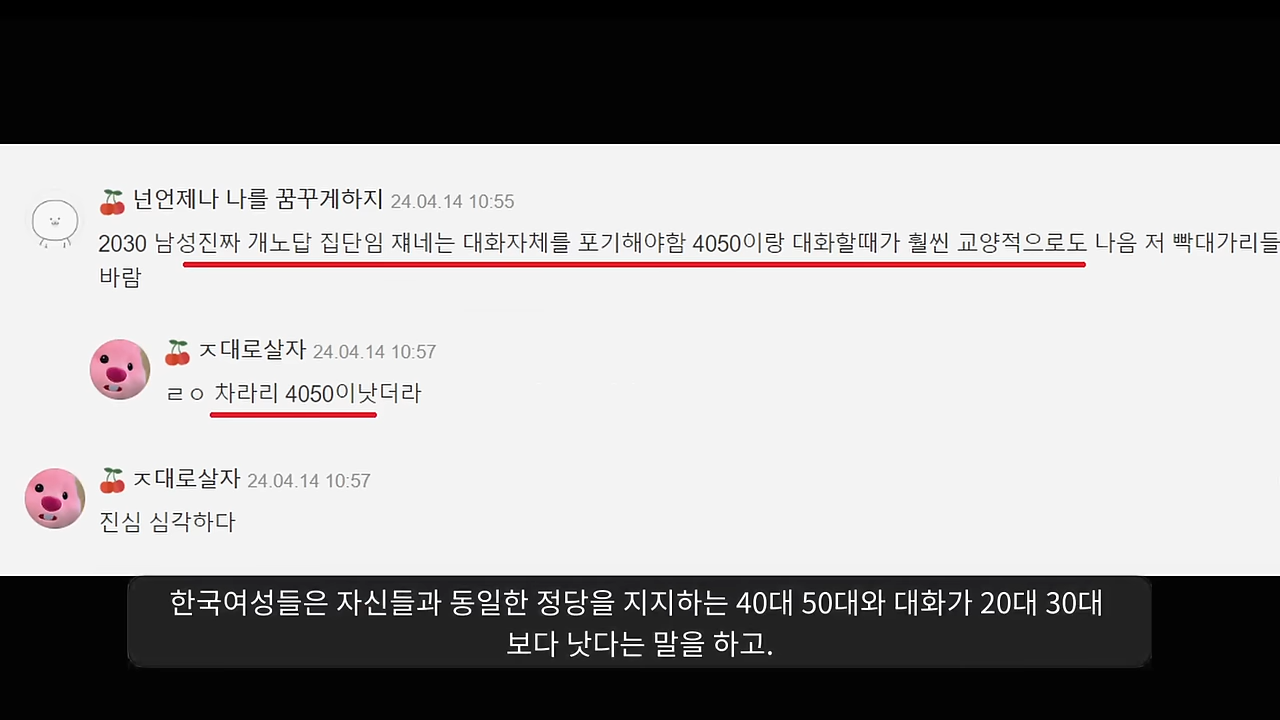 넌언제나 나를 꿈꾸게하지 24.04.14 10:55
2030 남성진짜 개노답 집단임 쟤네는 대화자체를 포기해야함 4050이랑 대화할때가 훨씬 교양적으로도 나음 저 빡대가리들
바람
ㅈ대로살자 24.04.14 10:57
ㄹㅇ 차라리 4050이낫더라
ㅈ대로살자 24.04.14 10:57
진심 심각하다
한국여성들은 자신들과 동일한 정당을 지지하는 40대 50대와 대화가 20대 30대
보다 낫다는 말을 하고.